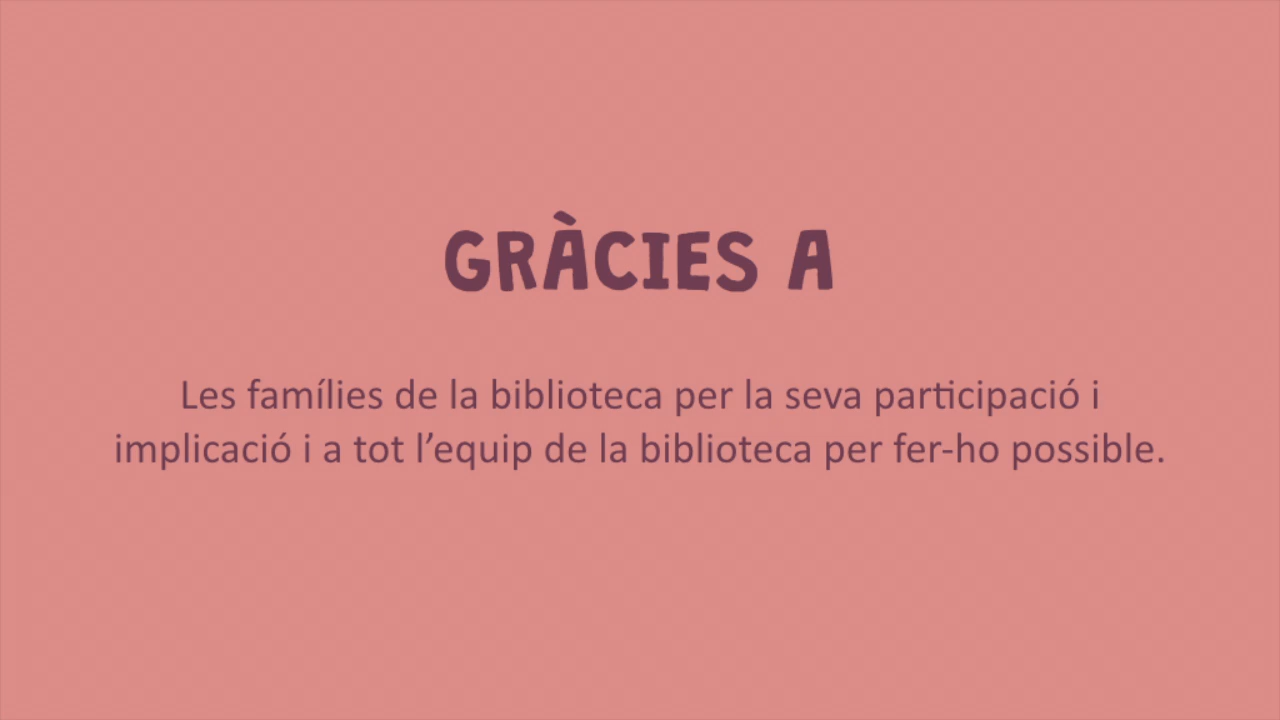 GRÀCIES A
Les famílies de la biblioteca per la seva participació i
implicació i a tot l’equip de la biblioteca per fer-ho possible.